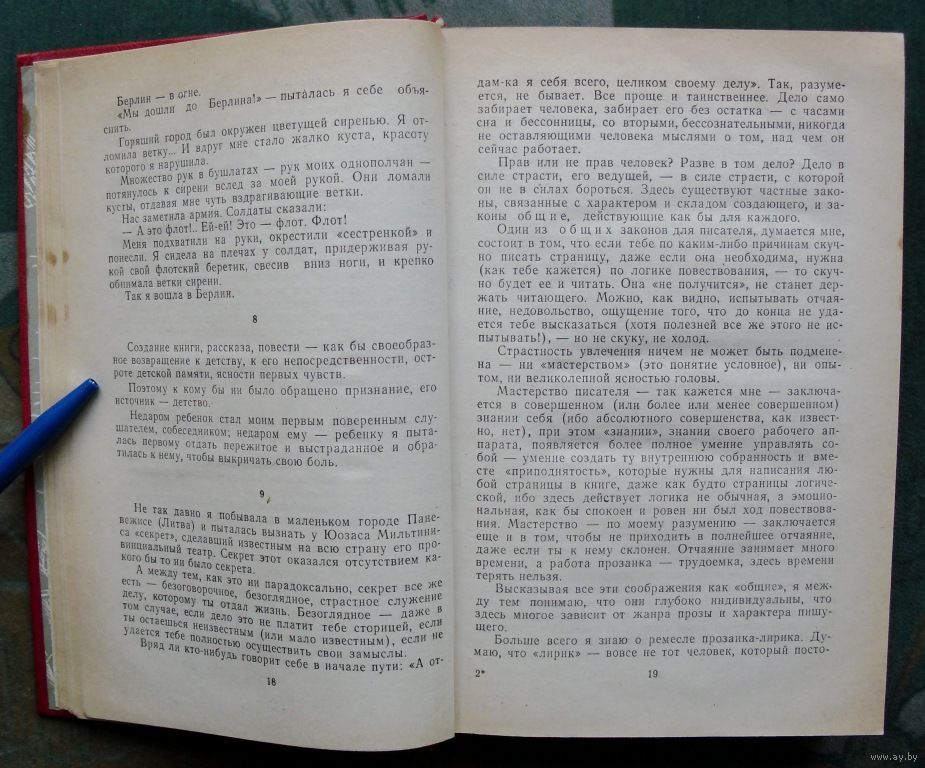 Берлин — в огне.
«Мы дошли до Берлина!» — пыталась я себе объя-
снить.
Горящий город был окружен цветущей сиренью. Я от-
ломила ветку... И вдруг мне стало жалко куста, красоту
которого я нарушила.
Множество рук в бушлатах — рук моих однополчан —
потянулось к сирени вслед за моей рукой. Они ломали
кусты, отдавая мне чуть вздрагивающие ветки.
Нас заметила армия. Солдаты сказали:
— А это флот!.. Ей-ей! Это — флот. Флот!
Меня подхватили на руки, окрестили «сестренкой» и
понесли. Я сидела на плечах у солдат, придерживая ру-
кой свой флотский беретик, свесив вниз ноги, и крепко
обнимала ветки сирени.
Так я вошла в Берлин.
8
Создание книги, рассказа, повести — как бы своеобраз-
ное возвращение к детству, к его непосредственности, ост-
роте детской памяти, ясности первых чувств.
Поэтому к кому бы ни было обращено признание, его
источник — детство.
Недаром ребенок стал моим первым поверенным слу-
шателем, собеседником; недаром ему — ребенку я пыта-
лась первому отдать пережитое и выстраданное и обра-
тилась к нему, чтобы выкричать свою боль.
9
Не так давно я побывала в маленьком городе Пане-
вежисе (Литва) и пыталась вызнать у Юозаса Мильтини-
са «секрет», сделавший известным на всю страну его про-
винциальный театр. Секрет этот оказался отсутствием ка-
кого бы то ни было секрета.
А между тем, как это ни парадоксально, секрет все же
есть — безоговорочное, безоглядное, страстное служение
делу, которому ты отдал жизнь. Безоглядное — даже в
том случае, если дело это не платит тебе сторицей, если
ты остаешься неизвестным (или мало известным), если не
удается тебе полностью осуществить свои замыслы.
Вряд ли кто-нибудь говорит себе в начале пути: «А от-
18
дам-ка я себя всего, целиком своему делу». Так, разуме-
ется, не бывает. Все проще и таинственнее. Дело само
забирает человека, забирает его без остатка — с часами
сна и бессонницы, со вторыми, бессознательными, никогда
не оставляющими человека мыслями о том, над чем он
сейчас работает.
Прав или не прав человек? Разве в том дело? Дело в
силе страсти, его ведущей, — в силе страсти, с которой
он не в силах бороться. Здесь существуют частные зако-
ны, связанные с характером и складом создающего, и за-
коны общие, действующие как бы для каждого.
Один из общих законов для писателя, думается мне,
состоит в том, что если тебе по каким-либо причинам скуч-
но писать страницу, даже если она необходима, нужна
(как тебе кажется) по логике повествования, — то скуч-
но будет ее и читать. Она «не получится», не станет дер-
жать читающего. Можно, как видно, испытывать отчая-
ние, недовольство, ощущение того, что до конца не уда-
ется тебе высказаться (хотя полезней все же этого не ис-
пытывать!), — но не скуку, не холод.
Страстность увлечения ничем не может быть подмене-
на — ни «мастерством» (это понятие условное), ни опы-
том, ни великолепной ясностью головы.
Мастерство писателя — так кажется мне — заключа-
ется в совершенном (или более или менее совершенном)
знании себя (ибо абсолютного совершенства, как извест-
но, нет), при этом «знании», знании своего рабочего ап-
парата, появляется более полное умение управлять со-
бой — умение создать ту внутреннюю собранность и вме-
сте «приподнятость», которые нужны для написания лю-
бой страницы в книге, даже как будто страницы логиче-
ской, ибо здесь действует логика не обычная, а эмоцио-
нальная, как бы спокоен и ровен ни был ход повествова-
ния. Мастерство — по моему разумению — заключается
еще и в том, чтобы не приходить в полнейшее отчаяние,
даже если ты к нему склонен. Отчаяние занимает много
времени, а работа прозаика — трудоемка, здесь времени
терять нельзя.
Высказывая все эти соображения как «общие», я меж-
ду тем понимаю, что они глубоко индивидуальны, что
здесь многое зависит от жанра прозы и характера пишу-
щего.
Больше всего я знаю о ремесле прозаика-лирика. Ду-
маю, что «лирик» — вовсе не тот человек, который посто-
2* 19
www.ay.by